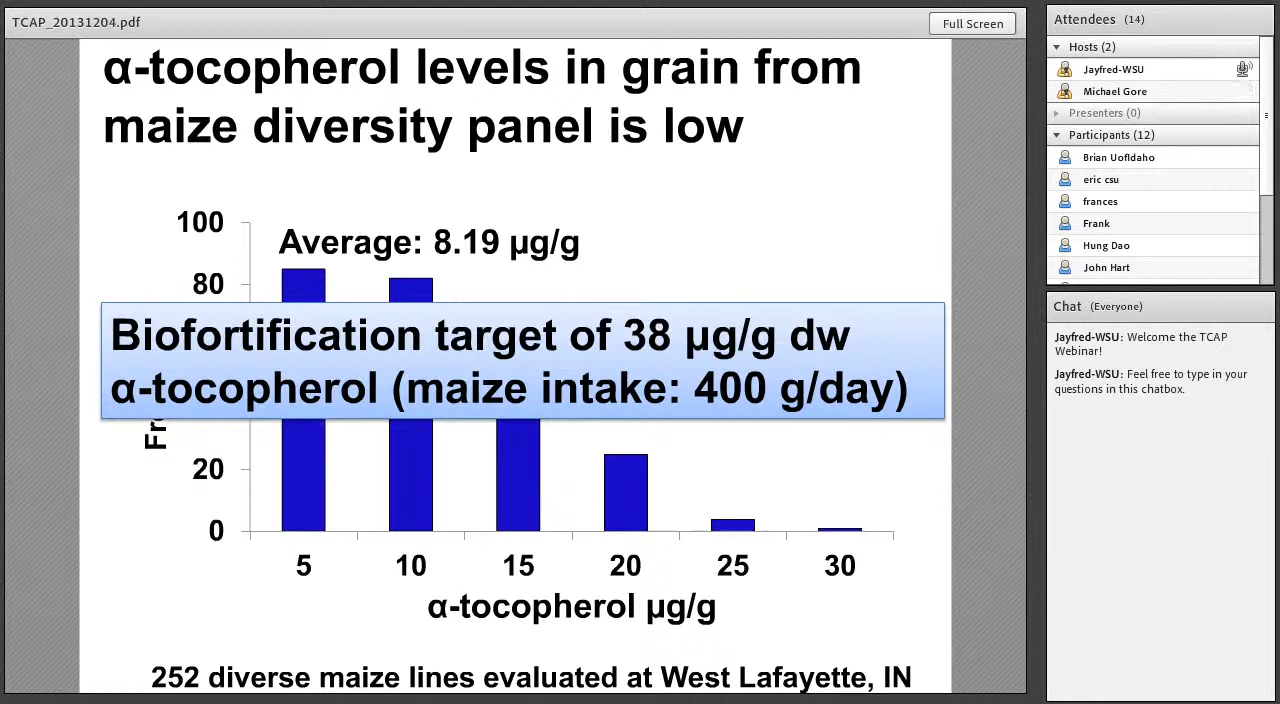 TCAP_20131204.pdf
Full Screen
α-tocopherol levels in grain from
maize diversity panel is low
100
80
20
0
Average: 8.19 µg/g
Biofortification target of 38 µg/g dw
α-tocopherol (maize intake: 400 g/day)
5 10 15 20 25 30
α-tocopherol µg/g
252 diverse maize lines evaluated at West Lafayette, IN
Attendees (14)
Hosts (2)
Jayfred-WSU
Michael Gore
Presenters (0)
Participants (12)
Brian UofIdaho
eric csu
frances
Frank
Hung Dao
John Hart
Chat (Everyone)
Jayfred-WSU: Welcome the TCAP
Webinar!
Jayfred-WSU: Feel free to type in your
questions in this chatbox.